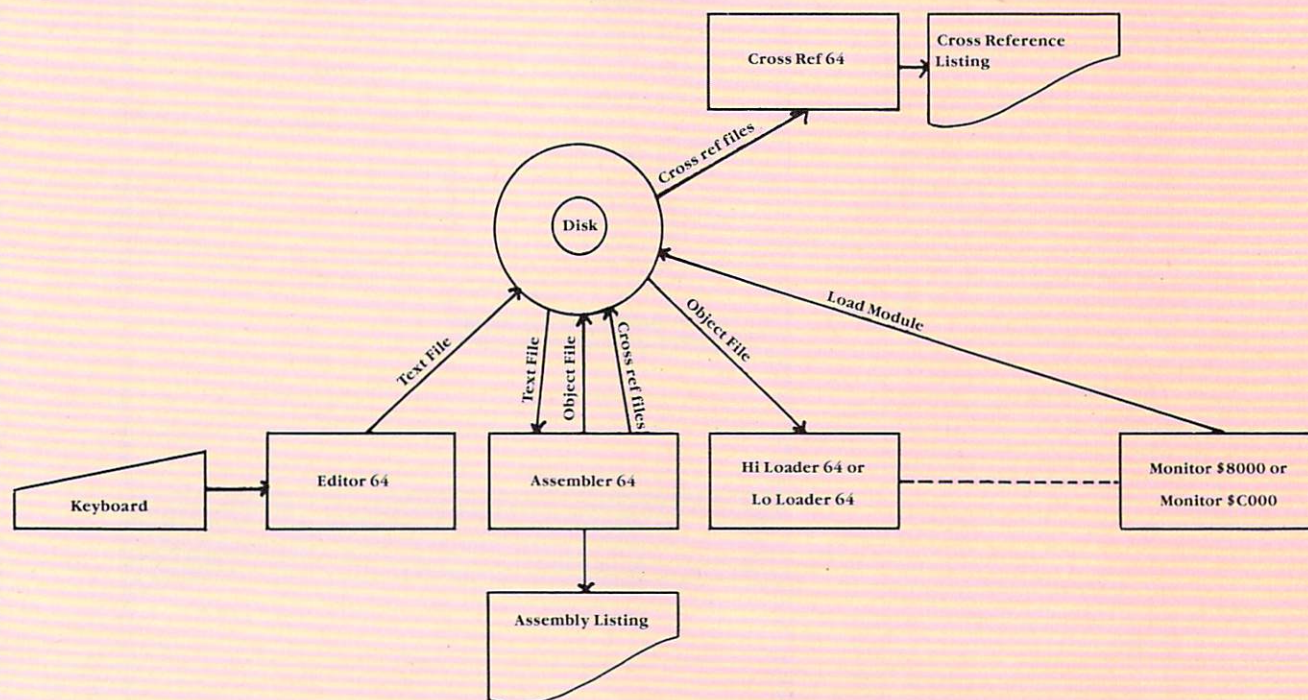 Cross Ref 64
Cross Reference
Listing
Cross ref files
Disk
Load Module
Object File
Text File
Text File
Object File
Cross ref files
Hi Loader 64 or
Lo Loader 64
Monitor $8000 or
Monitor $C000
Editor 64
Assembler 64
Keyboard
Assembly Listing